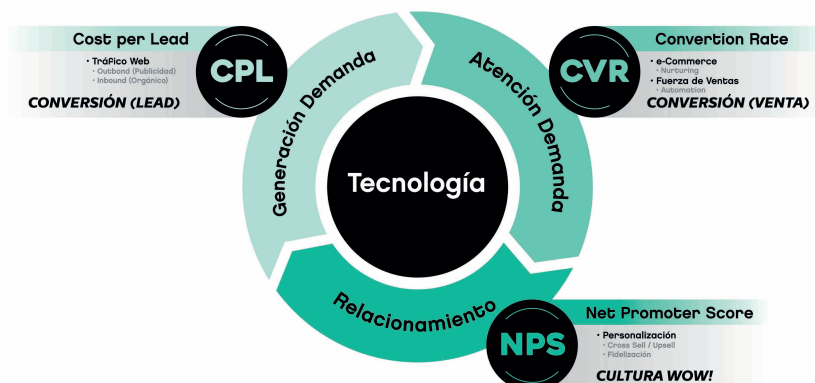 Cost per Lead
• Tráfico Web
• Outbond (Publicidad)
• Inbound (Orgánico)
CONVERSIÓN (LEAD)
CPL
Generación Demanda
Atención Demanda
CVR
Convertion Rate
• e-Commerce
• Nurturing
• Fuerza de Ventas
• Automation
CONVERSIÓN (VENTA)
Tecnología
Relacionamiento
NPS
Net Promoter Score
• Personalización
• Cross Sell / Upsell
• Fidelización
CULTURA WOW!